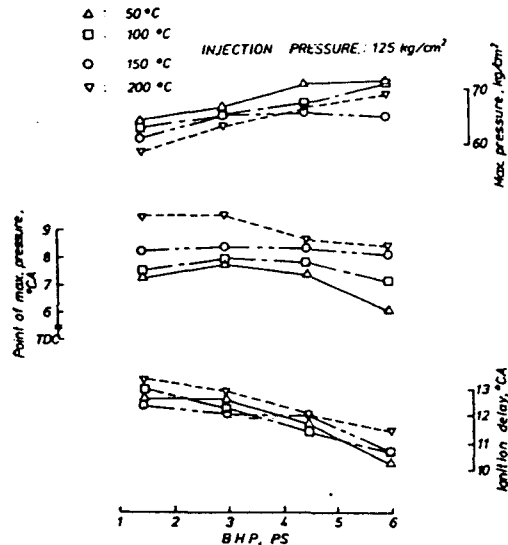 △ : 50 °C
□ : 100 °C
○ : 150 °C
▽ : 200 °C
INJECTION PRESSURE : 125 kg/cm²
70
60
Max. pressure, kg/cm²
9
8
7
6
TDC
Point of max. pressure, °CA
13
12
11
10
Ignition delay, °CA
1 2 3 4 5 6
BHP, PS